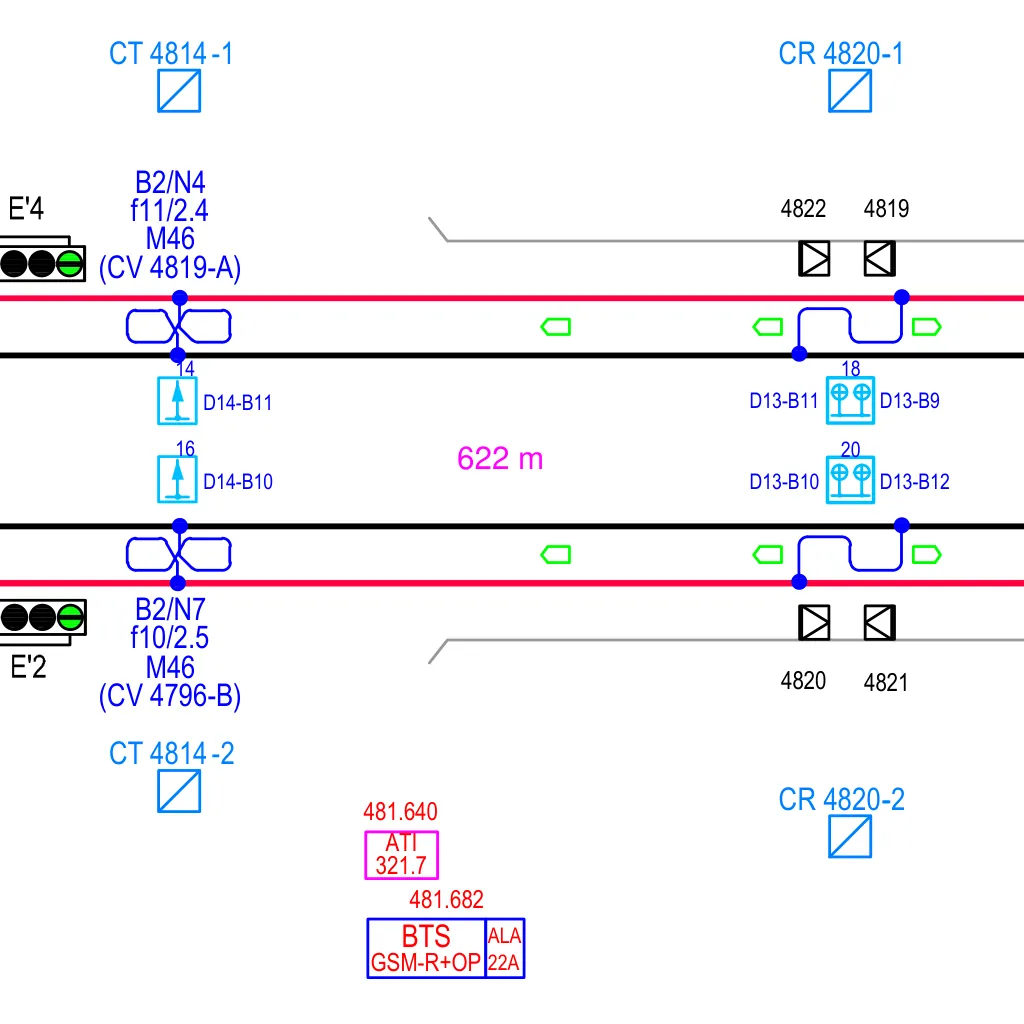 CT 4814-1
CR 4820-1
B2/N4
f11/2.4
M46
(CV 4819-A)
E'4
4822
4819
14
D14-B11
18
D13-B11
D13-B9
622 m
16
D14-B10
20
D13-B10
D13-B12
B2/N7
f10/2.5
M46
(CV 4796-B)
E'2
4820
4821
CT 4814-2
CR 4820-2
481.640
ATI
321.7
481.682
BTS
GSM-R+OP
ALA
22A